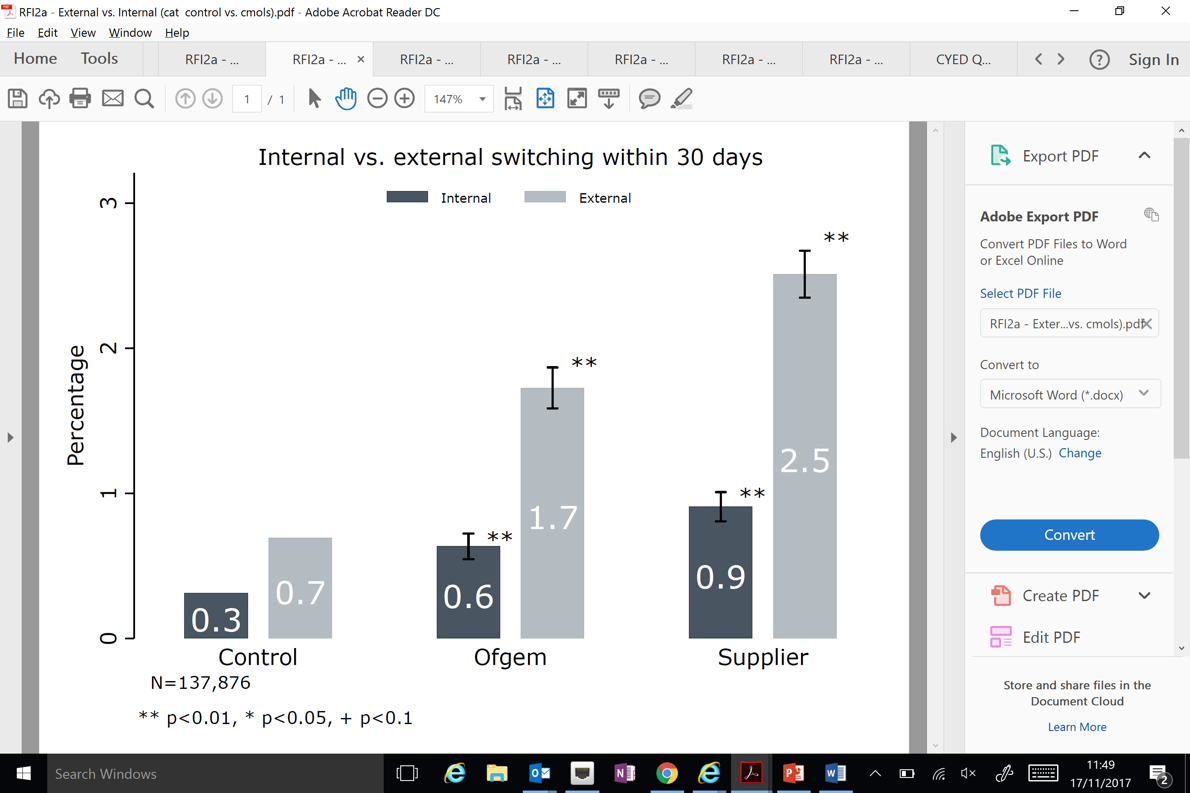 RFI2a - External vs. Internal (cat  control vs. cmols).pdf - Adobe Acrobat Reader DC
File Edit View Window Help
Home Tools RFI2a - ... RFI2a - ... × RFI2a - ... RFI2a - ... RFI2a - ... RFI2a - ... RFI2a - ... CYED Q... ? Sign In
1 / 1 147%
Internal vs. external switching within 30 days
Internal External
Percentage
3
2
1
0
**
**
2.5
**
1.7
**
0.9
0.6
0.7
0.3
Control Ofgem Supplier
N=137,876
** p<0.01, * p<0.05, + p<0.1
Export PDF
Adobe Export PDF
Convert PDF Files to Word
or Excel Online
Select PDF File
RFI2a - Exter...vs. cmols).pdf
Convert to
Microsoft Word (*.docx)
Document Language:
English (U.S.) Change
Convert
Create PDF
Edit PDF
Store and share files in the
Document Cloud
Learn More
Search Windows
11:49
17/11/2017
2